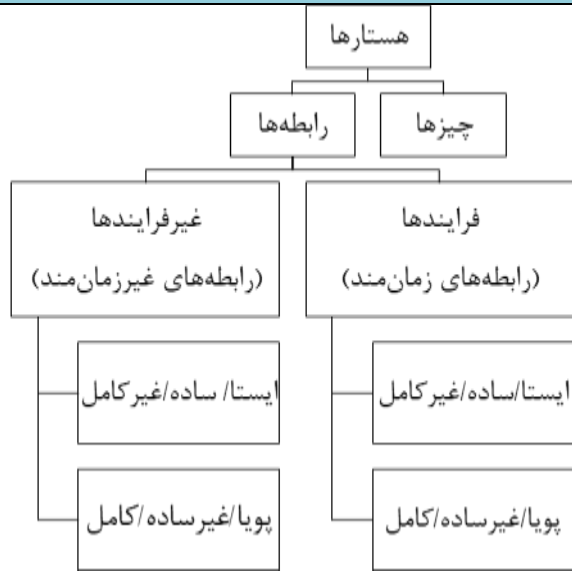 هستارها
چیزها
رابطه‌ها
فرایندها
(رابطه‌های زمان‌مند)
غیرفرایندها
(رابطه‌های غیرزمان‌مند)
ایستا/ساده/غیرکامل
ایستا/ ساده/غیرکامل
پویا/غیرساده/کامل
پویا/غیرساده/کامل